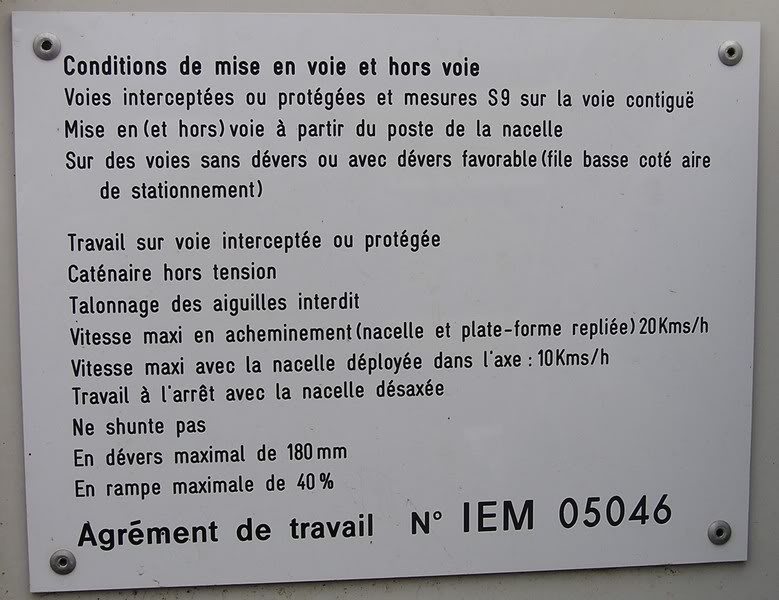 Conditions de mise en voie et hors voie
Voies interceptées ou protégées et mesures S9 sur la voie contiguë
Mise en (et hors) voie à partir du poste de la nacelle
Sur des voies sans dévers ou avec dévers favorable (file basse coté aire
de stationnement)
Travail sur voie interceptée ou protégée
Caténaire hors tension
Talonnage des aiguilles interdit
Vitesse maxi en acheminement (nacelle et plate-forme repliée) 20Kms/h
Vitesse maxi avec la nacelle déployée dans l'axe : 10Kms/h
Travail à l'arrêt avec la nacelle désaxée
Ne shunte pas
En dévers maximal de 180 mm
En rampe maximale de 40 %
Agrément de travail N° IEM 05046